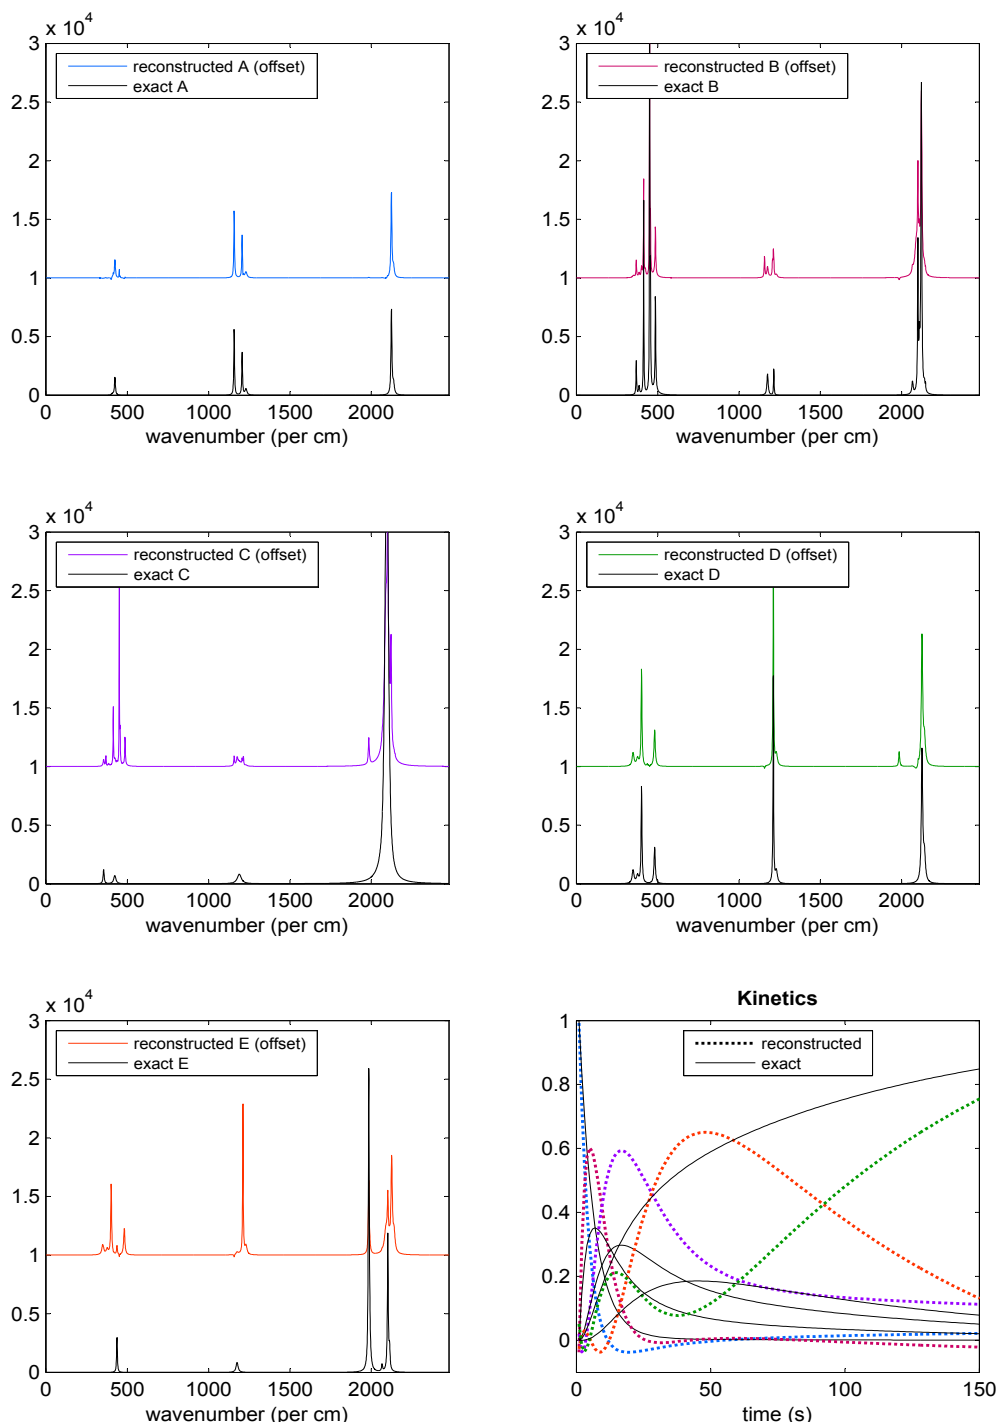 x 10^4
3
2.5
2
1.5
1
0.5
0
reconstructed A (offset)
exact A
0 500 1000 1500 2000
wavenumber (per cm)
x 10^4
3
2.5
2
1.5
1
0.5
0
reconstructed B (offset)
exact B
0 500 1000 1500 2000
wavenumber (per cm)
x 10^4
3
2.5
2
1.5
1
0.5
0
reconstructed C (offset)
exact C
0 500 1000 1500 2000
wavenumber (per cm)
x 10^4
3
2.5
2
1.5
1
0.5
0
reconstructed D (offset)
exact D
0 500 1000 1500 2000
wavenumber (per cm)
x 10^4
3
2.5
2
1.5
1
0.5
0
reconstructed E (offset)
exact E
0 500 1000 1500 2000
wavenumber (per cm)
Kinetics
1
0.8
0.6
0.4
0.2
0
reconstructed
exact
0 50 100 150
time (s)